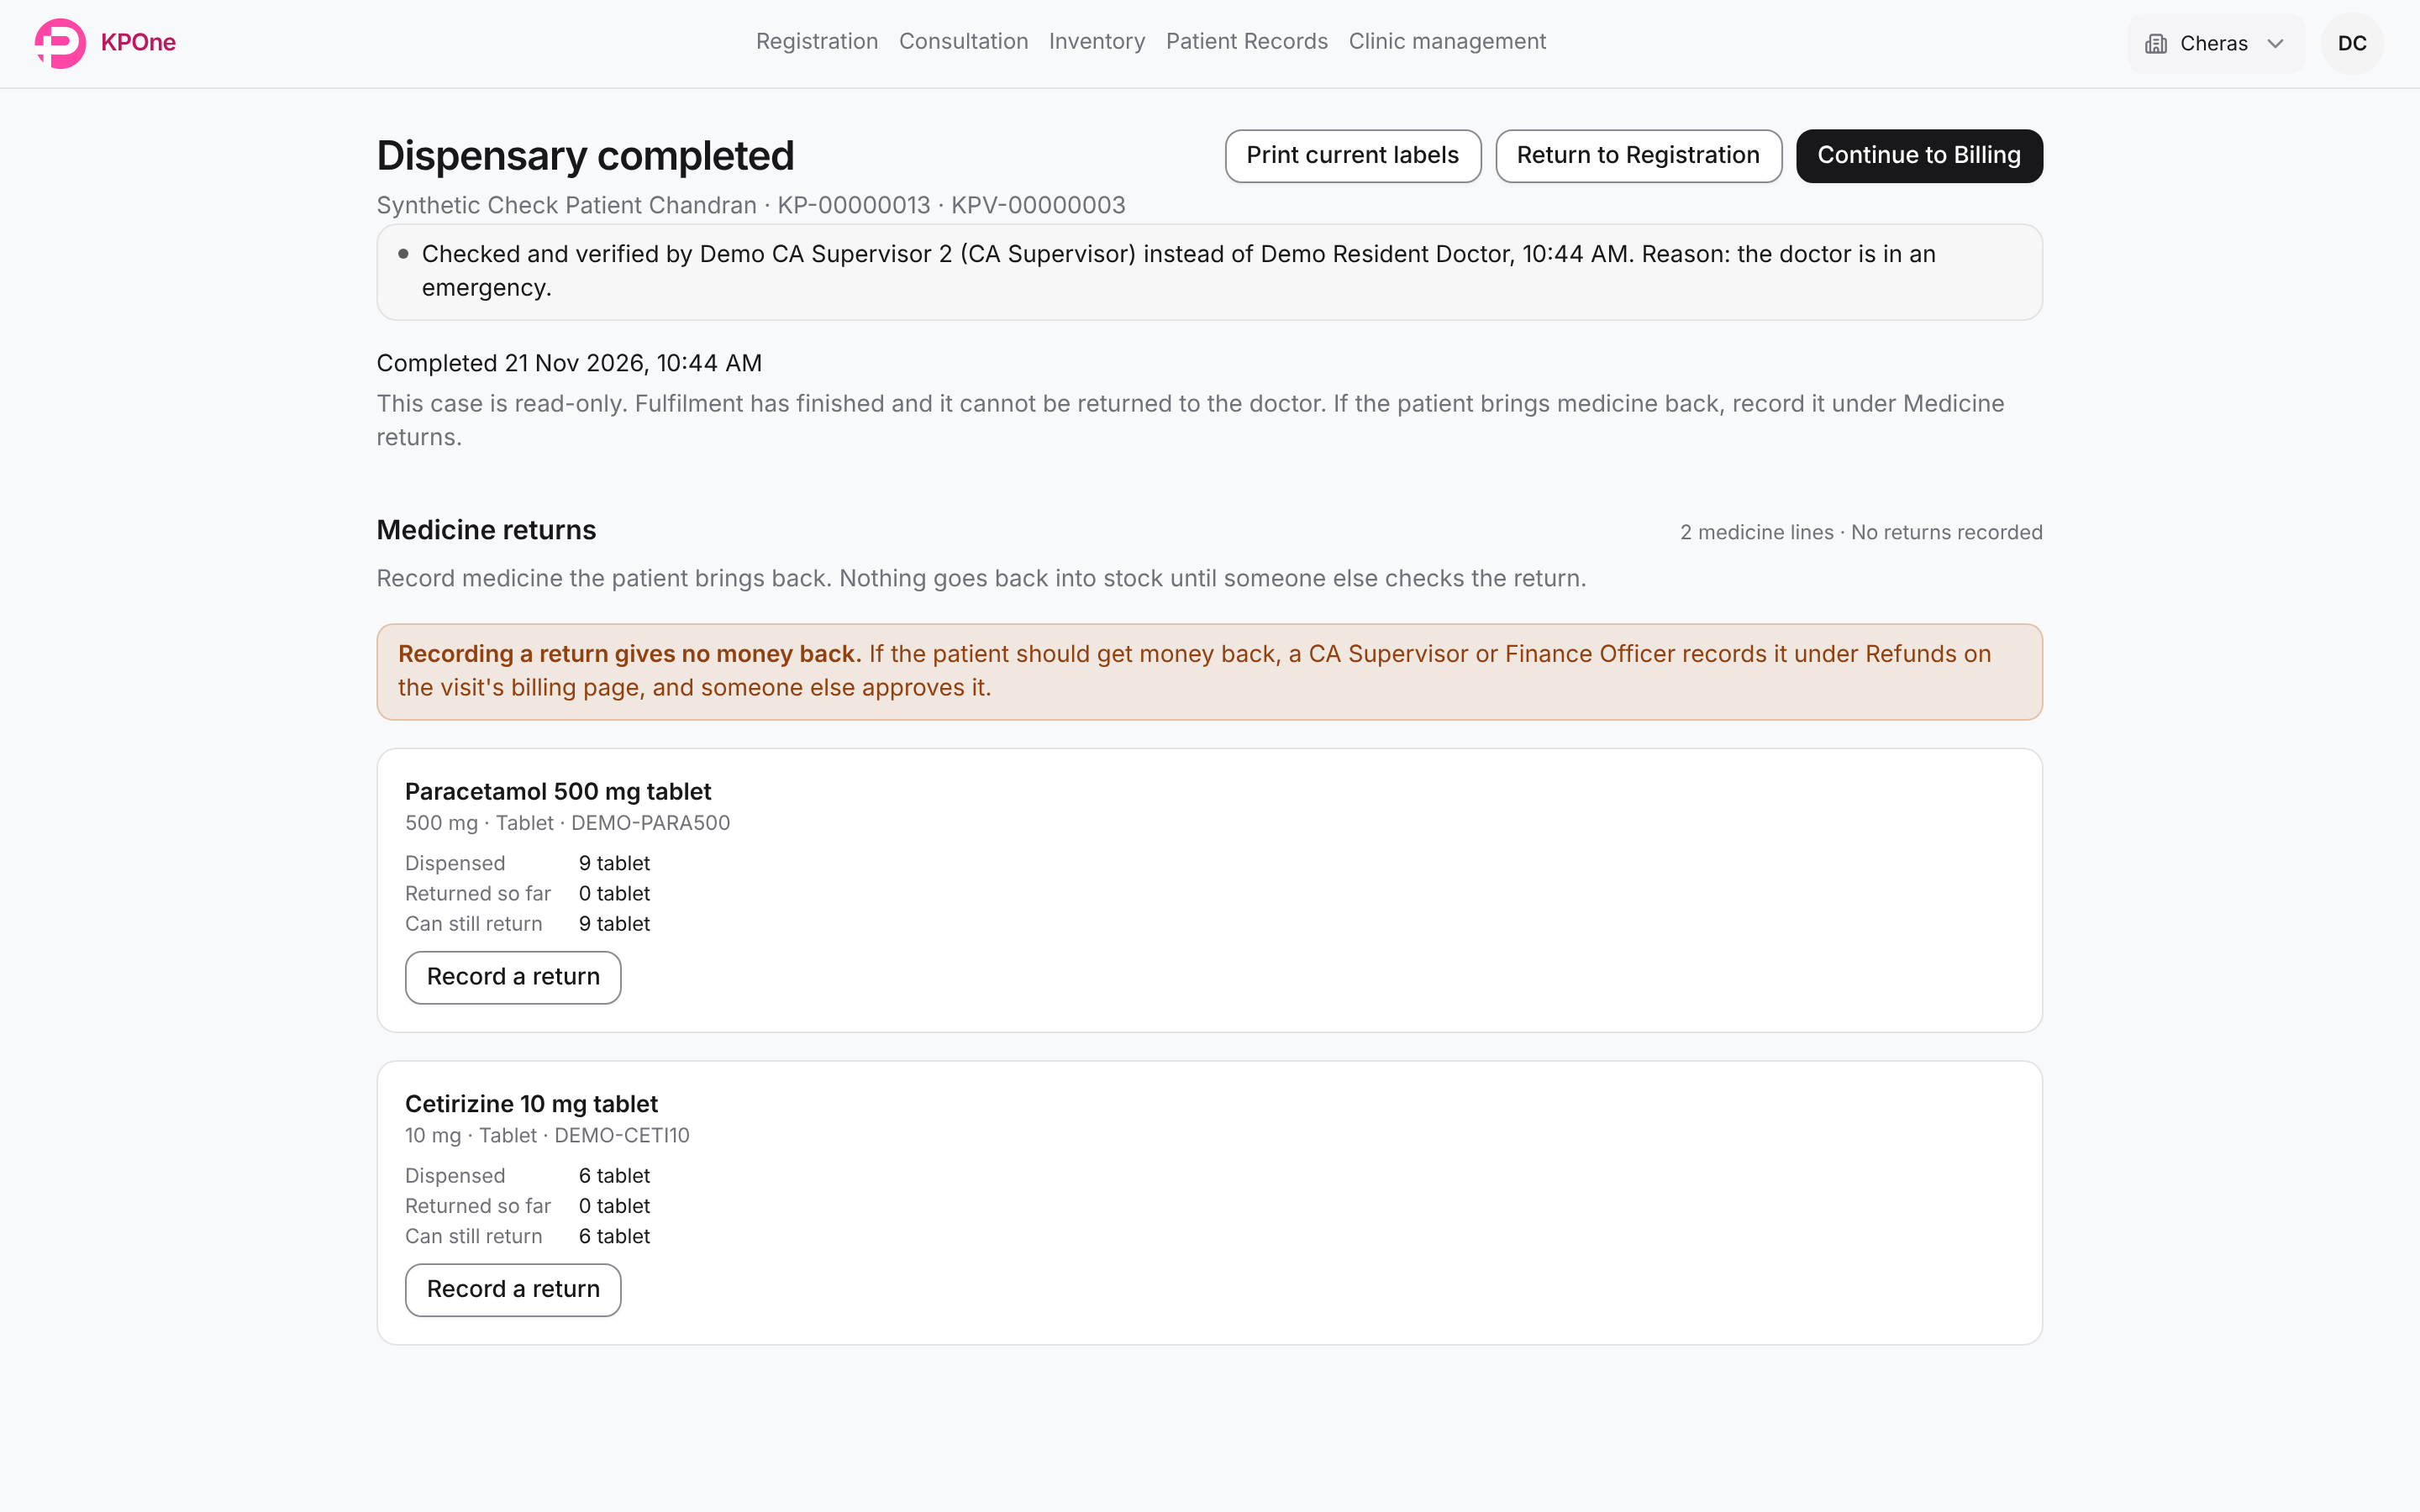 KPOne
Registration
Consultation
Inventory
Patient Records
Clinic management
Cheras
DC
Dispensary completed
Print current labels
Return to Registration
Continue to Billing
Synthetic Check Patient Chandran · KP-00000013 · KPV-00000003
Checked and verified by Demo CA Supervisor 2 (CA Supervisor) instead of Demo Resident Doctor, 10:44 AM. Reason: the doctor is in an
emergency.
Completed 21 Nov 2026, 10:44 AM
This case is read-only. Fulfilment has finished and it cannot be returned to the doctor. If the patient brings medicine back, record it under Medicine
returns.
Medicine returns
2 medicine lines · No returns recorded
Record medicine the patient brings back. Nothing goes back into stock until someone else checks the return.
Recording a return gives no money back. If the patient should get money back, a CA Supervisor or Finance Officer records it under Refunds on
the visit's billing page, and someone else approves it.
Paracetamol 500 mg tablet
500 mg · Tablet · DEMO-PARA500
Dispensed 9 tablet
Returned so far 0 tablet
Can still return 9 tablet
Record a return
Cetirizine 10 mg tablet
10 mg · Tablet · DEMO-CETI10
Dispensed 6 tablet
Returned so far 0 tablet
Can still return 6 tablet
Record a return